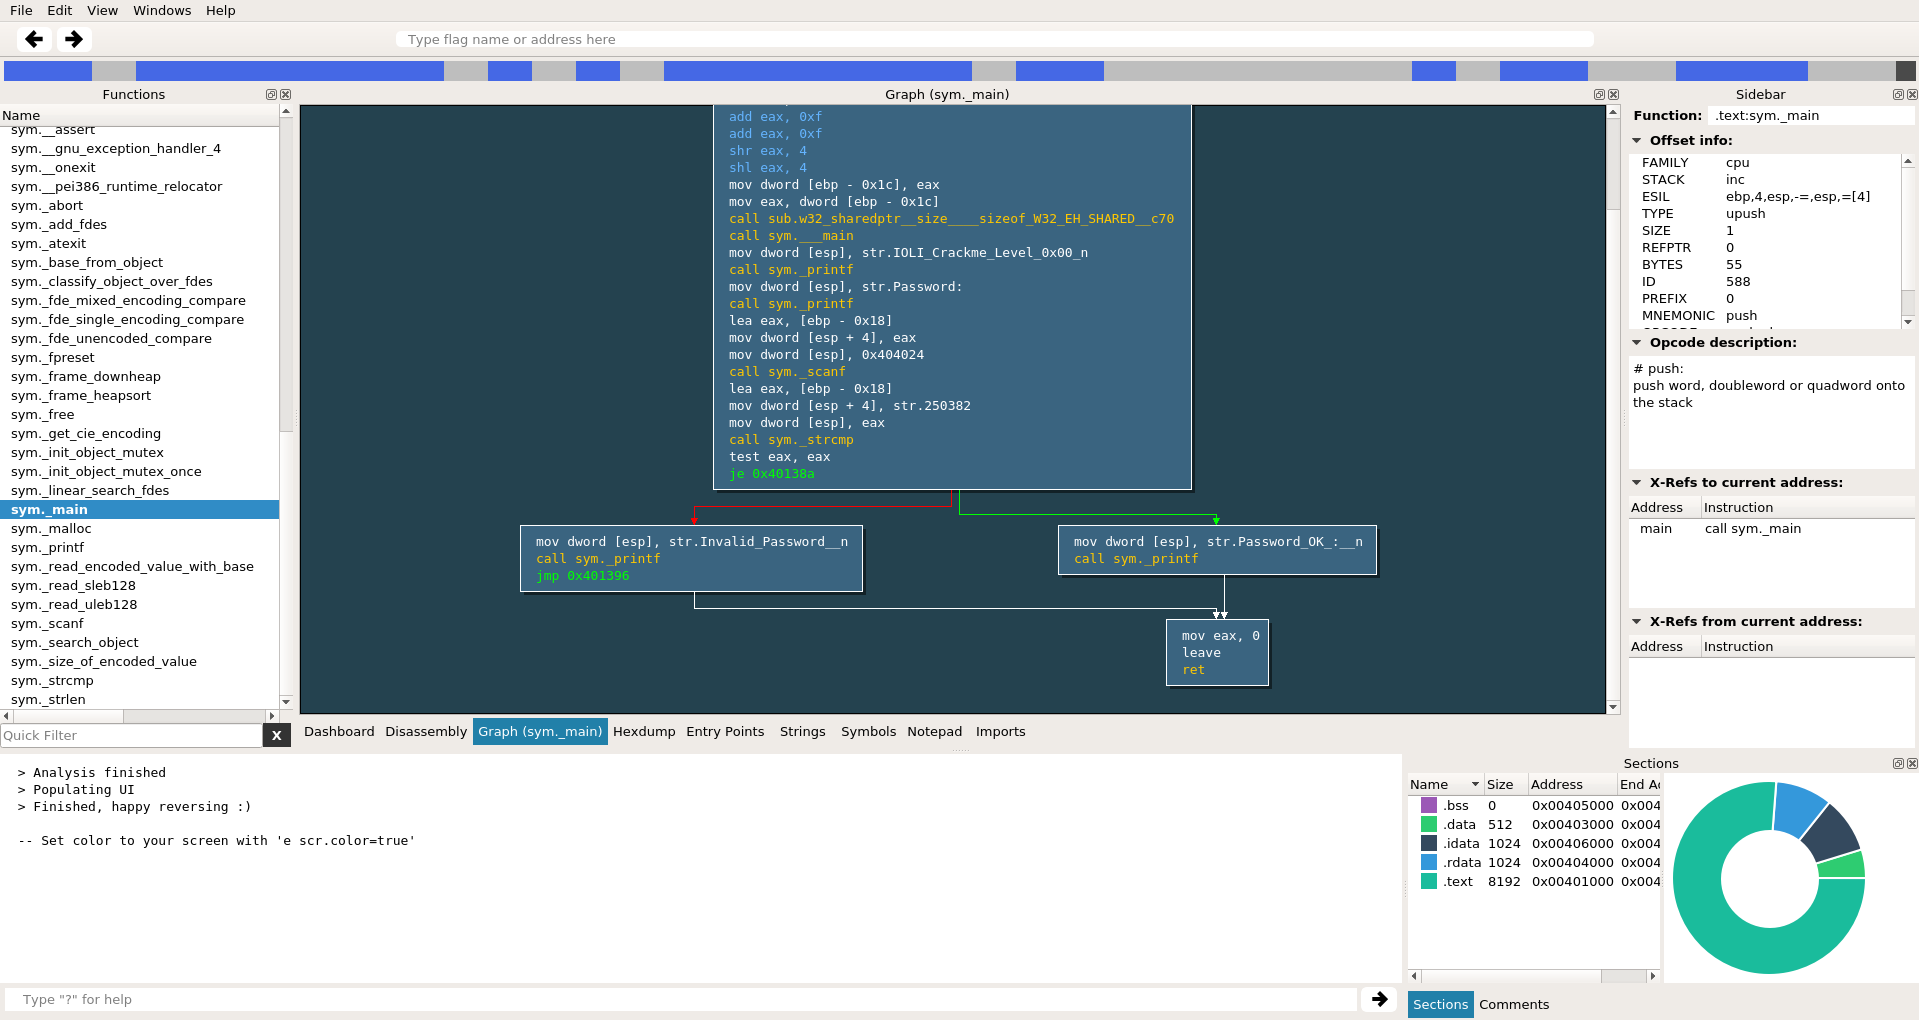 File Edit View Windows Help
Type flag name or address here
Functions
Name
sym.__assert
sym.__gnu_exception_handler_4
sym.__onexit
sym.__pei386_runtime_relocator
sym._abort
sym._add_fdes
sym._atexit
sym._base_from_object
sym._classify_object_over_fdes
sym._fde_mixed_encoding_compare
sym._fde_single_encoding_compare
sym._fde_unencoded_compare
sym._fpreset
sym._frame_downheap
sym._frame_heapsort
sym._free
sym._get_cie_encoding
sym._init_object_mutex
sym._init_object_mutex_once
sym._linear_search_fdes
sym._main
sym._malloc
sym._printf
sym._read_encoded_value_with_base
sym._read_sleb128
sym._read_uleb128
sym._scanf
sym._search_object
sym._size_of_encoded_value
sym._strcmp
sym._strlen
Quick Filter X
Graph (sym._main)
add eax, 0xf
add eax, 0xf
shr eax, 4
shl eax, 4
mov dword [ebp - 0x1c], eax
mov eax, dword [ebp - 0x1c]
call sub.w32_sharedptr__size____sizeof_W32_EH_SHARED__c70
call sym.___main
mov dword [esp], str.IOLI_Crackme_Level_0x00_n
call sym._printf
mov dword [esp], str.Password:
call sym._printf
lea eax, [ebp - 0x18]
mov dword [esp + 4], eax
mov dword [esp], 0x404024
call sym._scanf
lea eax, [ebp - 0x18]
mov dword [esp + 4], str.250382
mov dword [esp], eax
call sym._strcmp
test eax, eax
je 0x40138a
mov dword [esp], str.Invalid_Password__n
call sym._printf
jmp 0x401396
mov dword [esp], str.Password_OK_:__n
call sym._printf
mov eax, 0
leave
ret
Dashboard Disassembly Graph (sym._main) Hexdump Entry Points Strings Symbols Notepad Imports
Sidebar
Function: .text:sym._main
Offset info:
FAMILY cpu
STACK inc
ESIL ebp,4,esp,-=,esp,=[4]
TYPE upush
SIZE 1
REFPTR 0
BYTES 55
ID 588
PREFIX 0
MNEMONIC push
Opcode description:
# push:
push word, doubleword or quadword onto
the stack
X-Refs to current address:
Address Instruction
main call sym._main
X-Refs from current address:
Address Instruction
> Analysis finished
> Populating UI
> Finished, happy reversing :)
-- Set color to your screen with 'e scr.color=true'
Type "?" for help
Sections
Name Size Address End Ad
.bss 0 0x00405000 0x004
.data 512 0x00403000 0x004
.idata 1024 0x00406000 0x004
.rdata 1024 0x00404000 0x004
.text 8192 0x00401000 0x004
Sections Comments